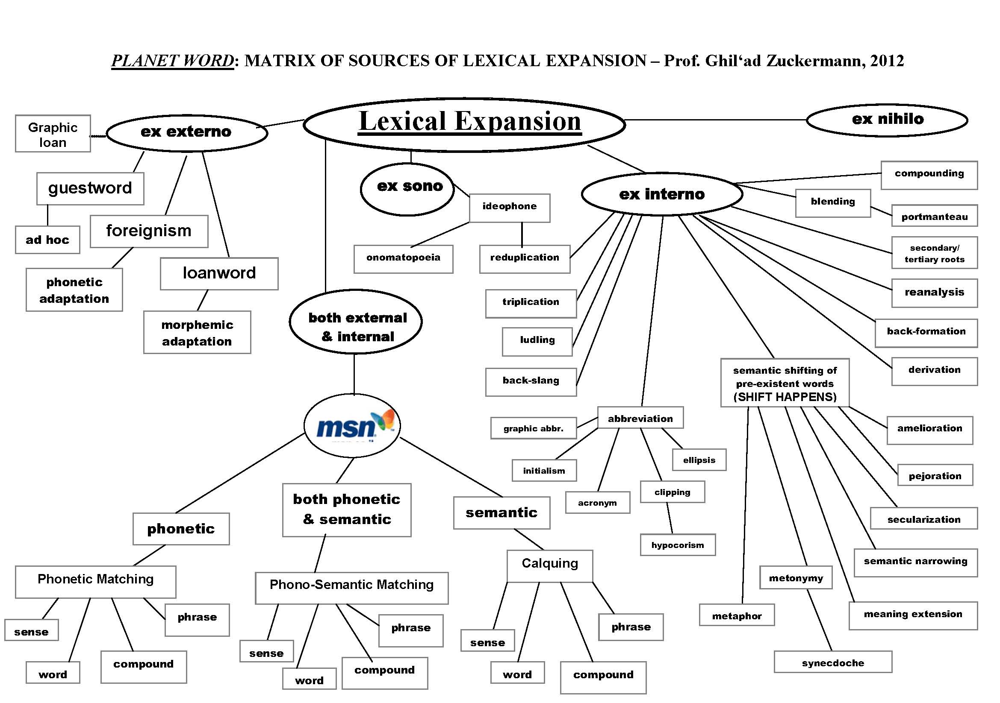 PLANET WORD: MATRIX OF SOURCES OF LEXICAL EXPANSION – Prof. Ghil‘ad Zuckermann, 2012
Lexical Expansion
ex nihilo
ex externo
Graphic
loan
guestword
ad hoc
foreignism
phonetic
adaptation
loanword
morphemic
adaptation
ex sono
ideophone
onomatopoeia
reduplication
ex interno
compounding
blending
portmanteau
secondary/
tertiary roots
reanalysis
back-formation
derivation
triplication
ludling
back-slang
both external
& internal
msn
semantic shifting of
pre-existent words
(SHIFT HAPPENS)
abbreviation
graphic abbr.
initialism
acronym
ellipsis
clipping
hypocorism
amelioration
pejoration
secularization
semantic narrowing
meaning extension
metonymy
metaphor
synecdoche
phonetic
both phonetic
& semantic
semantic
Phonetic Matching
sense
word
compound
phrase
Phono-Semantic Matching
sense
word
compound
phrase
Calquing
sense
word
compound
phrase